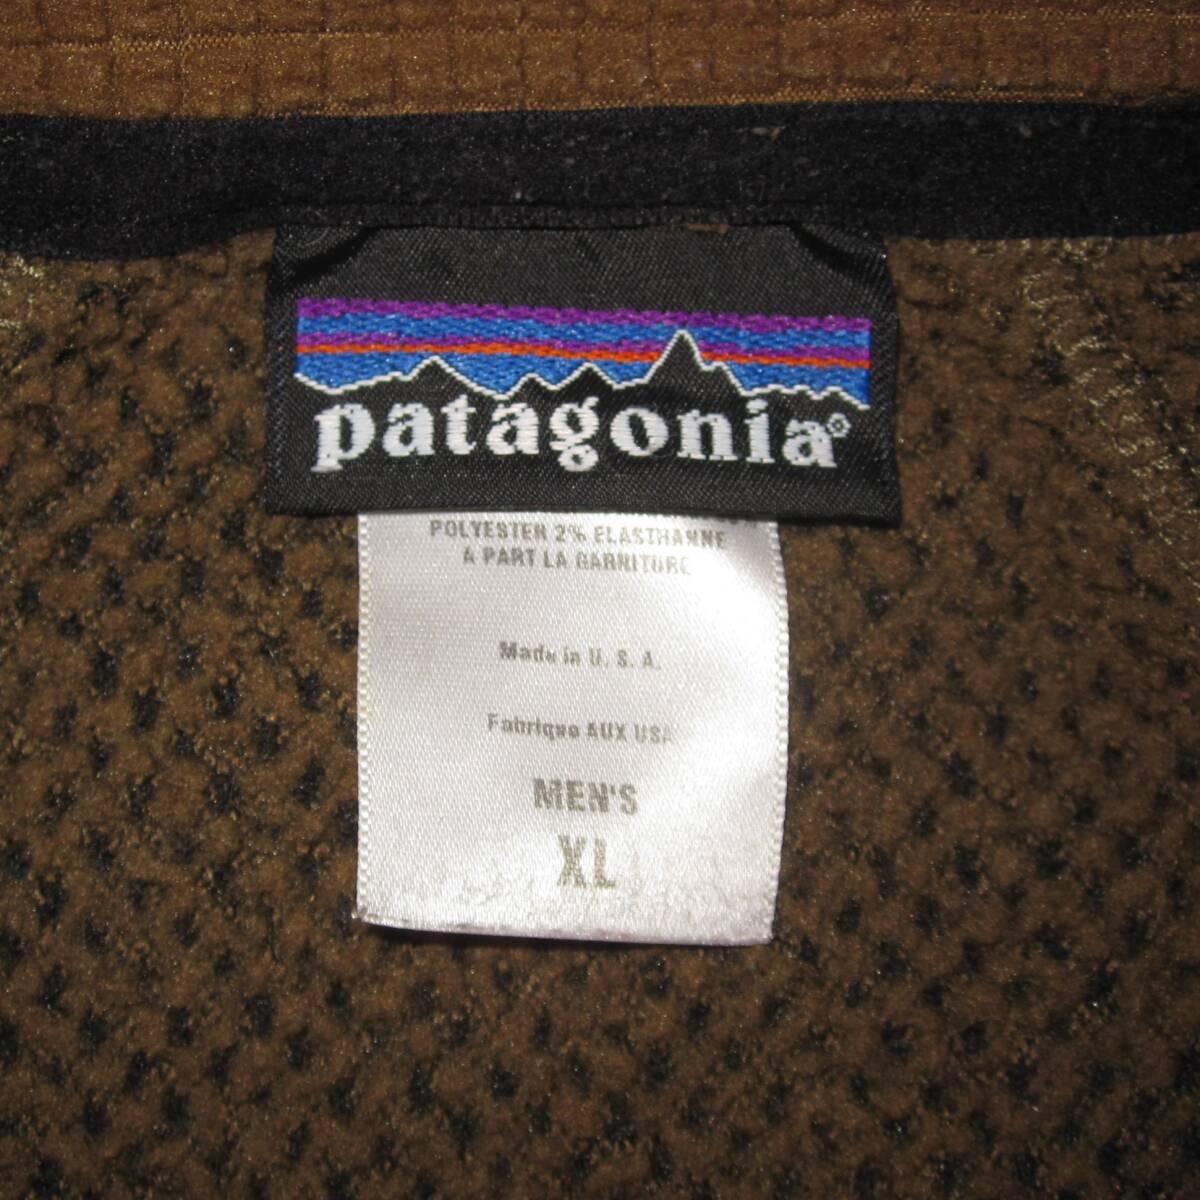 patagonia®
POLYESTER 2% ELASTHANNE
A PART LA GARNITURE
Made in U. S. A.
Fabrique AUX USA
MEN'S
XL